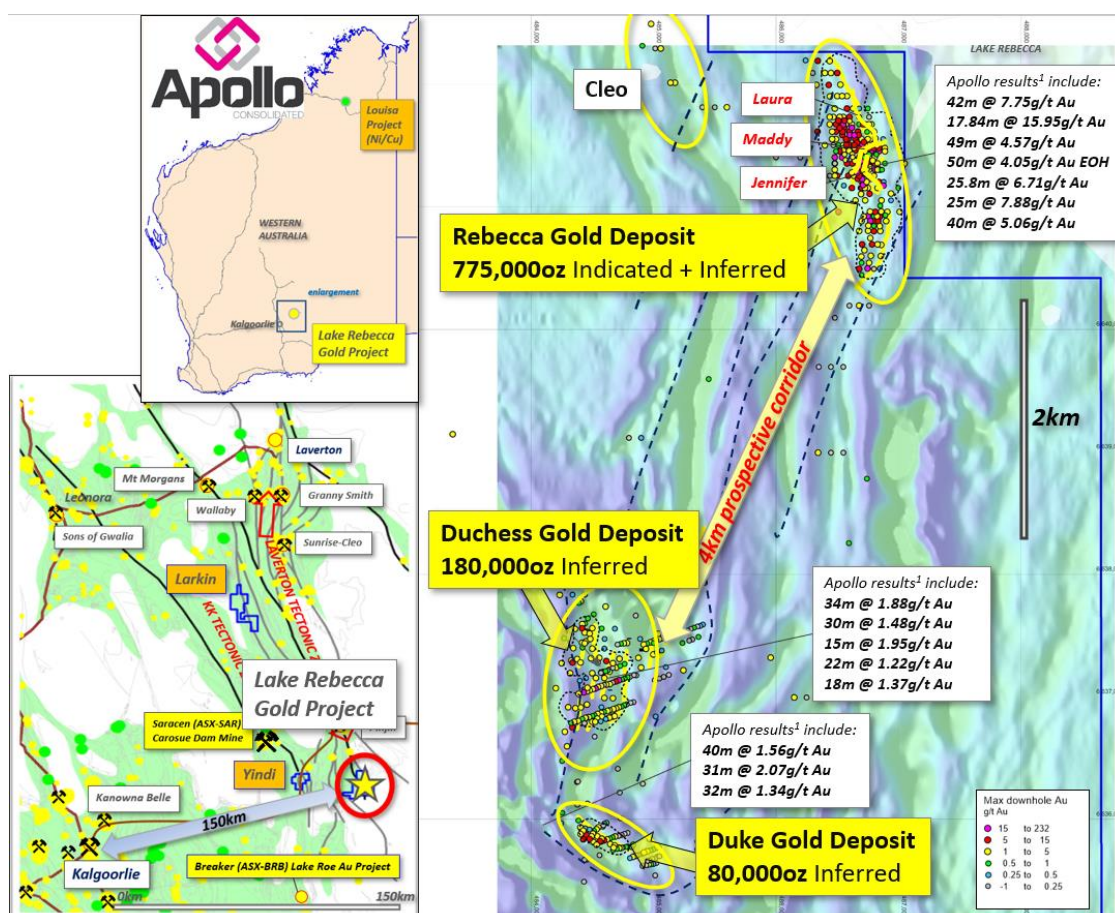 Apollo
CONSOLIDATED
Louisa
Project
(Ni/Cu)
WESTERN
AUSTRALIA
enlargement
Kalgoorlie
Lake Rebecca
Gold Project
Laverton
Mt Morgans
Leonora
Granny Smith
Wallaby
Sons of Gwalia
Sunrise-Cleo
Larkin
LAVERTON TECTONIC Z
KK TECTONIC
Lake Rebecca
Gold Project
Saracen (ASX-SAR)
Carosue Dam Mine
Yindi
Kanowna Belle
150km
Kalgoorlie
Breaker (ASX-BRB) Lake Roe Au Project
0km
150km
LAKE REBECCA
Cleo
Laura
Maddy
Jennifer
Apollo results1 include:
42m @ 7.75g/t Au
17.84m @ 15.95g/t Au
49m @ 4.57g/t Au
50m @ 4.05g/t Au EOH
25.8m @ 6.71g/t Au
25m @ 7.88g/t Au
40m @ 5.06g/t Au
Rebecca Gold Deposit
775,000oz Indicated + Inferred
4km prospective corridor
2km
Duchess Gold Deposit
180,000oz Inferred
Apollo results1 include:
34m @ 1.88g/t Au
30m @ 1.48g/t Au
15m @ 1.95g/t Au
22m @ 1.22g/t Au
18m @ 1.37g/t Au
Apollo results1 include:
40m @ 1.56g/t Au
31m @ 2.07g/t Au
32m @ 1.34g/t Au
Duke Gold Deposit
80,000oz Inferred
Max downhole Au
g/t Au
15 to 232
5 to 15
1 to 5
0.5 to 1
0.25 to 0.5
-1 to 0.25